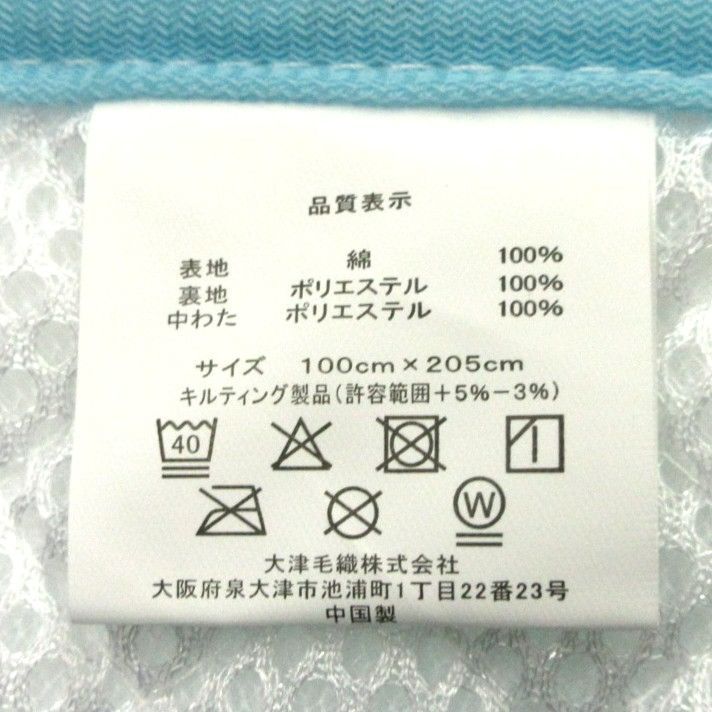 品質表示
表地 綿 100%
裏地 ポリエステル 100%
中わた ポリエステル 100%
サイズ 100cm×205cm
キルティング製品(許容範囲+5%-3%)
40
W
大津毛織株式会社
大阪府泉大津市池浦町1丁目22番23号
中国製